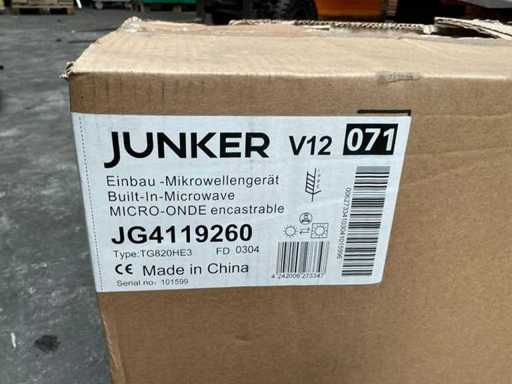 JUNKER V12 071
Einbau -Mikrowellengerät
Built-In-Microwave
MICRO-ONDE encastrable
JG4119260
Type:TG820HE3 FD 0304
CE Made in China
Serial no: 101599
4 242006 273347